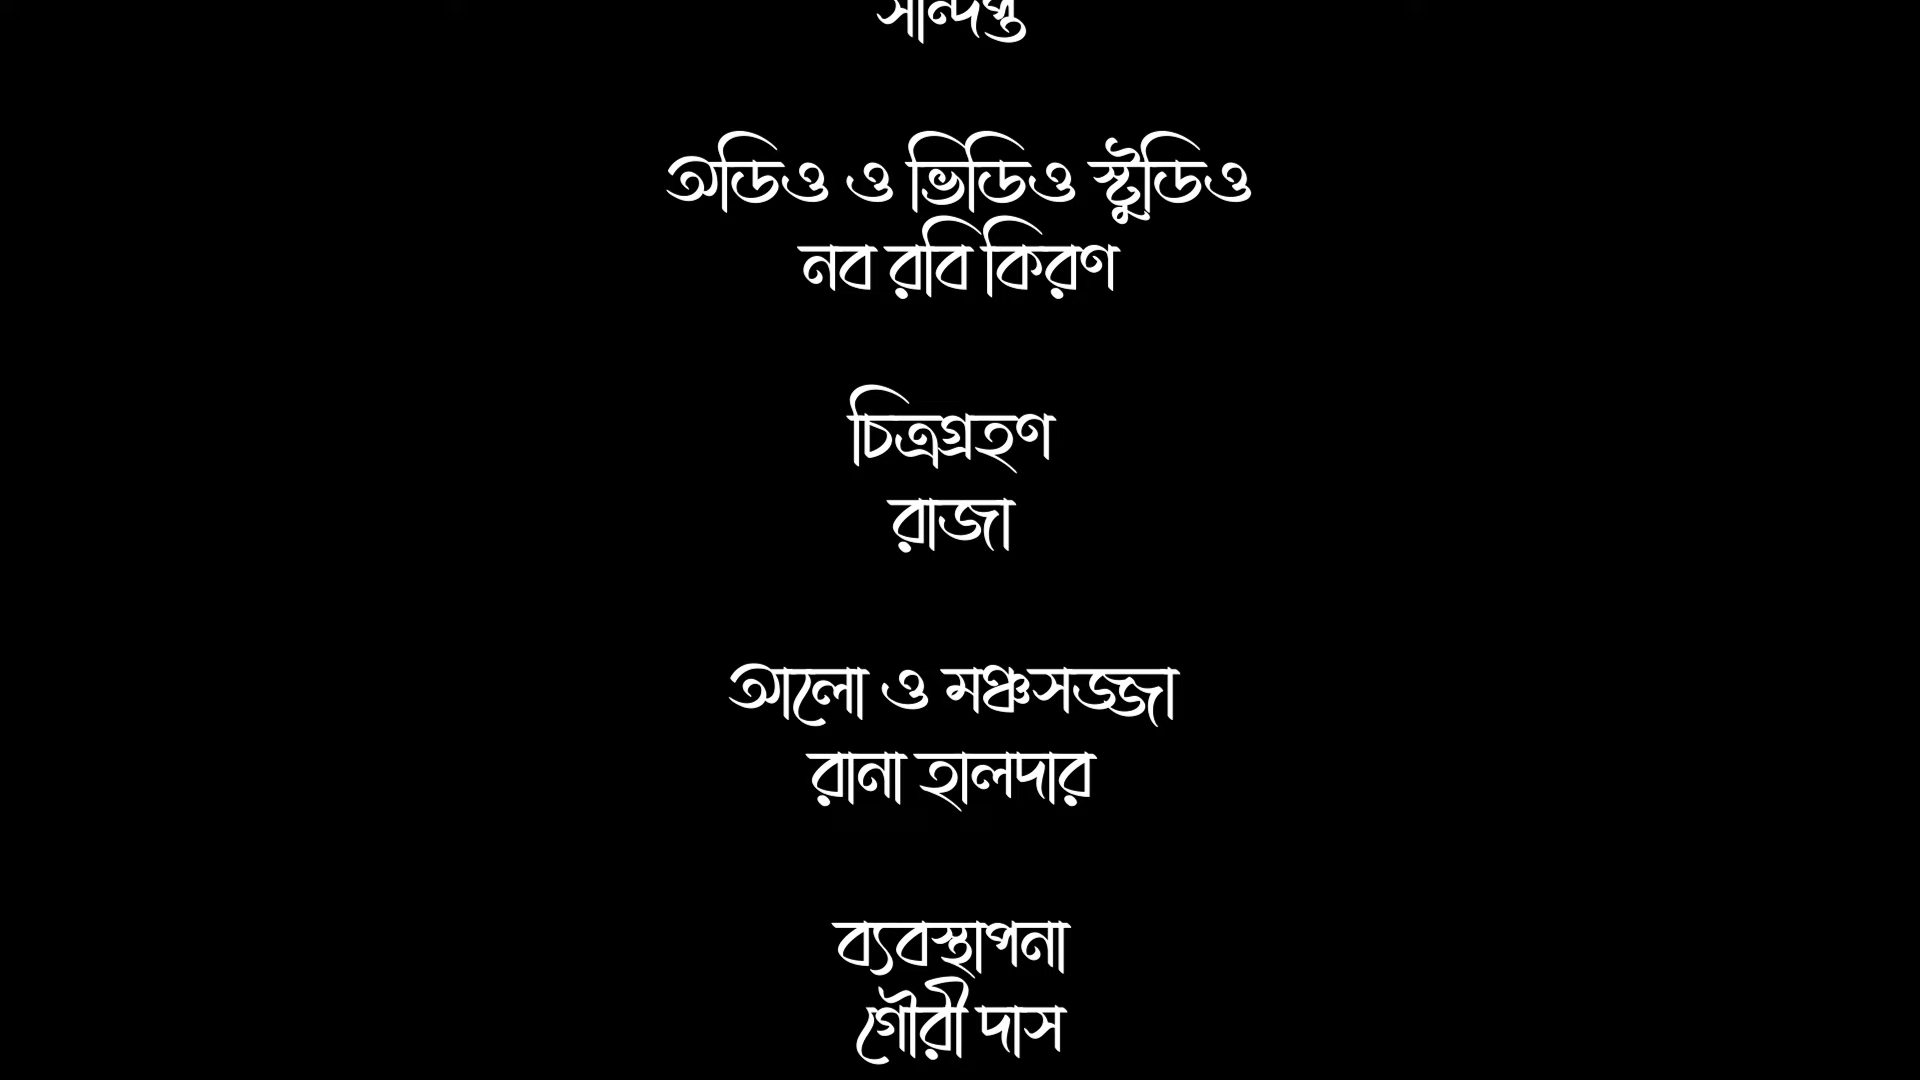 অডিও ও ভিডিও স্টুডিও
নব রবি কিরণ
চিত্রগ্রহণ
রাজা
আলো ও মঞ্চসজ্জা
রানা হালদার
ব্যবস্থাপনা
গৌরী দাস